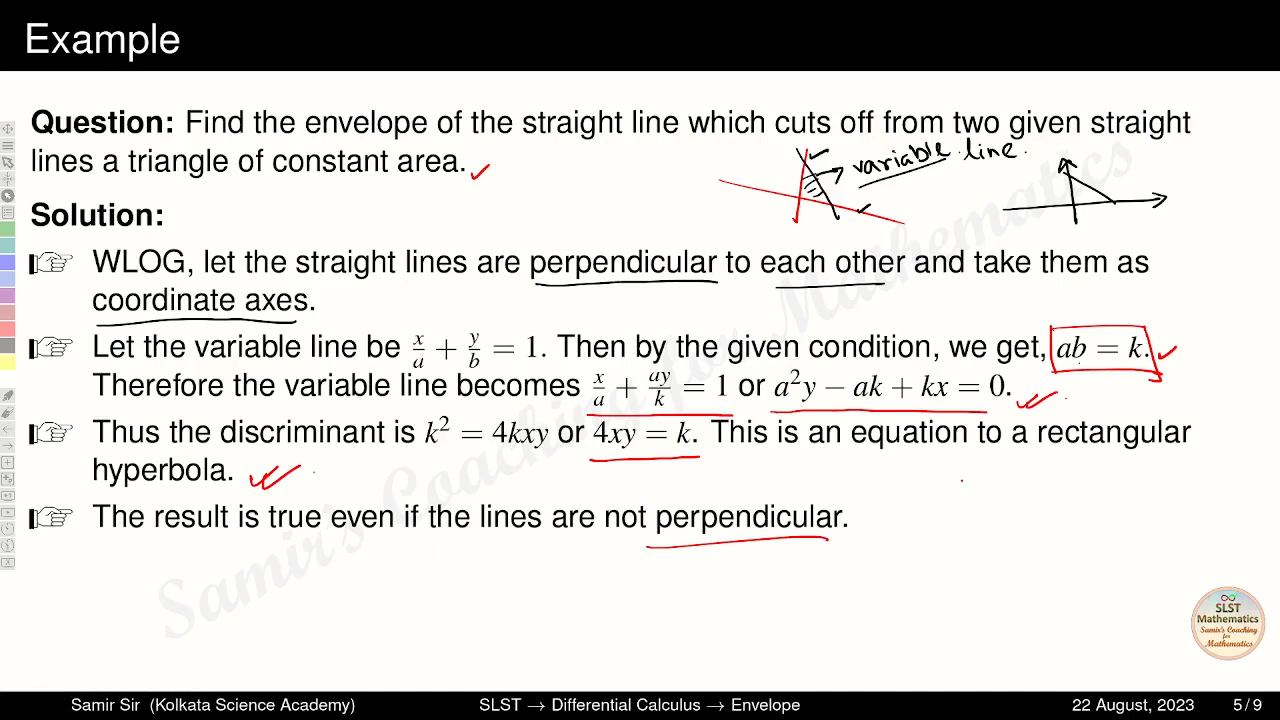 Example
Question: Find the envelope of the straight line which cuts off from two given straight
lines a triangle of constant area.
variable line.
Solution:
WLOG, let the straight lines are perpendicular to each other and take them as
coordinate axes.
Let the variable line be x/a + y/b = 1. Then by the given condition, we get, ab = k.
Therefore the variable line becomes x/a + ay/k = 1 or a²y − ak + kx = 0.
Thus the discriminant is k² = 4kxy or 4xy = k. This is an equation to a rectangular
hyperbola.
The result is true even if the lines are not perpendicular.
Samir's Coaching for Mathematics
∞
SLST
Mathematics
Samir's Coaching
for
Mathematics
Samir Sir (Kolkata Science Academy) SLST → Differential Calculus → Envelope 22 August, 2023 5/9